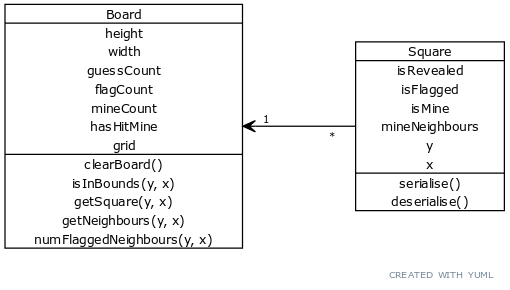 Board
height
width
guessCount
flagCount
mineCount
hasHitMine
grid
clearBoard()
isInBounds(y, x)
getSquare(y, x)
getNeighbours(y, x)
numFlaggedNeighbours(y, x)
1
*
Square
isRevealed
isFlagged
isMine
mineNeighbours
y
x
serialise()
deserialise()
CREATED WITH YUML